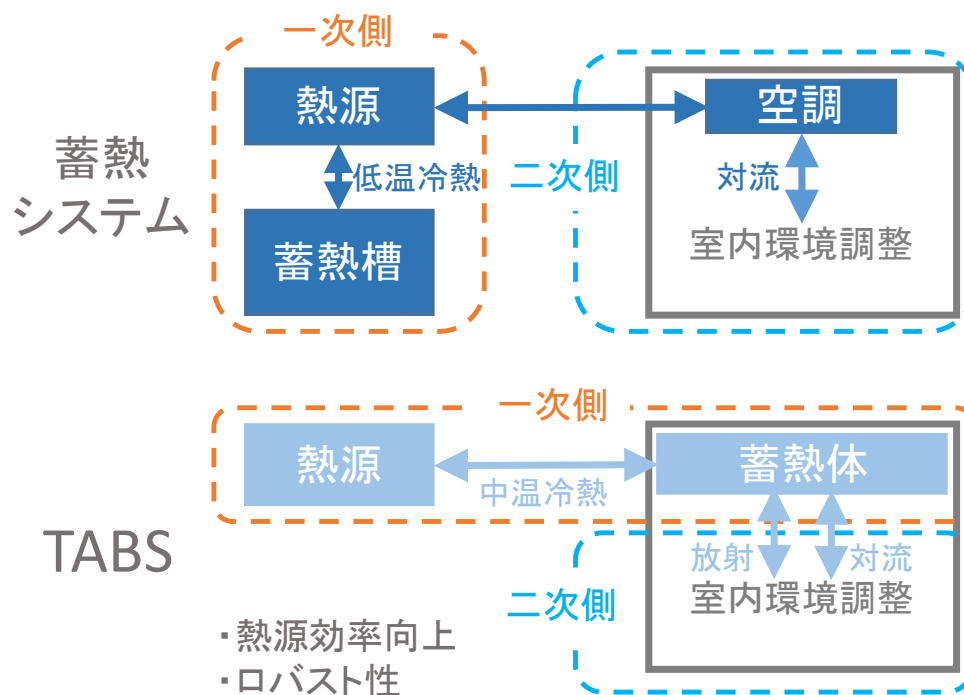 一次側
熱源
空調
蓄熱
システム
低温冷熱
二次側
対流
蓄熱槽
室内環境調整
一次側
熱源
蓄熱体
中温冷熱
TABS
放射
対流
二次側
室内環境調整
・熱源効率向上
・ロバスト性